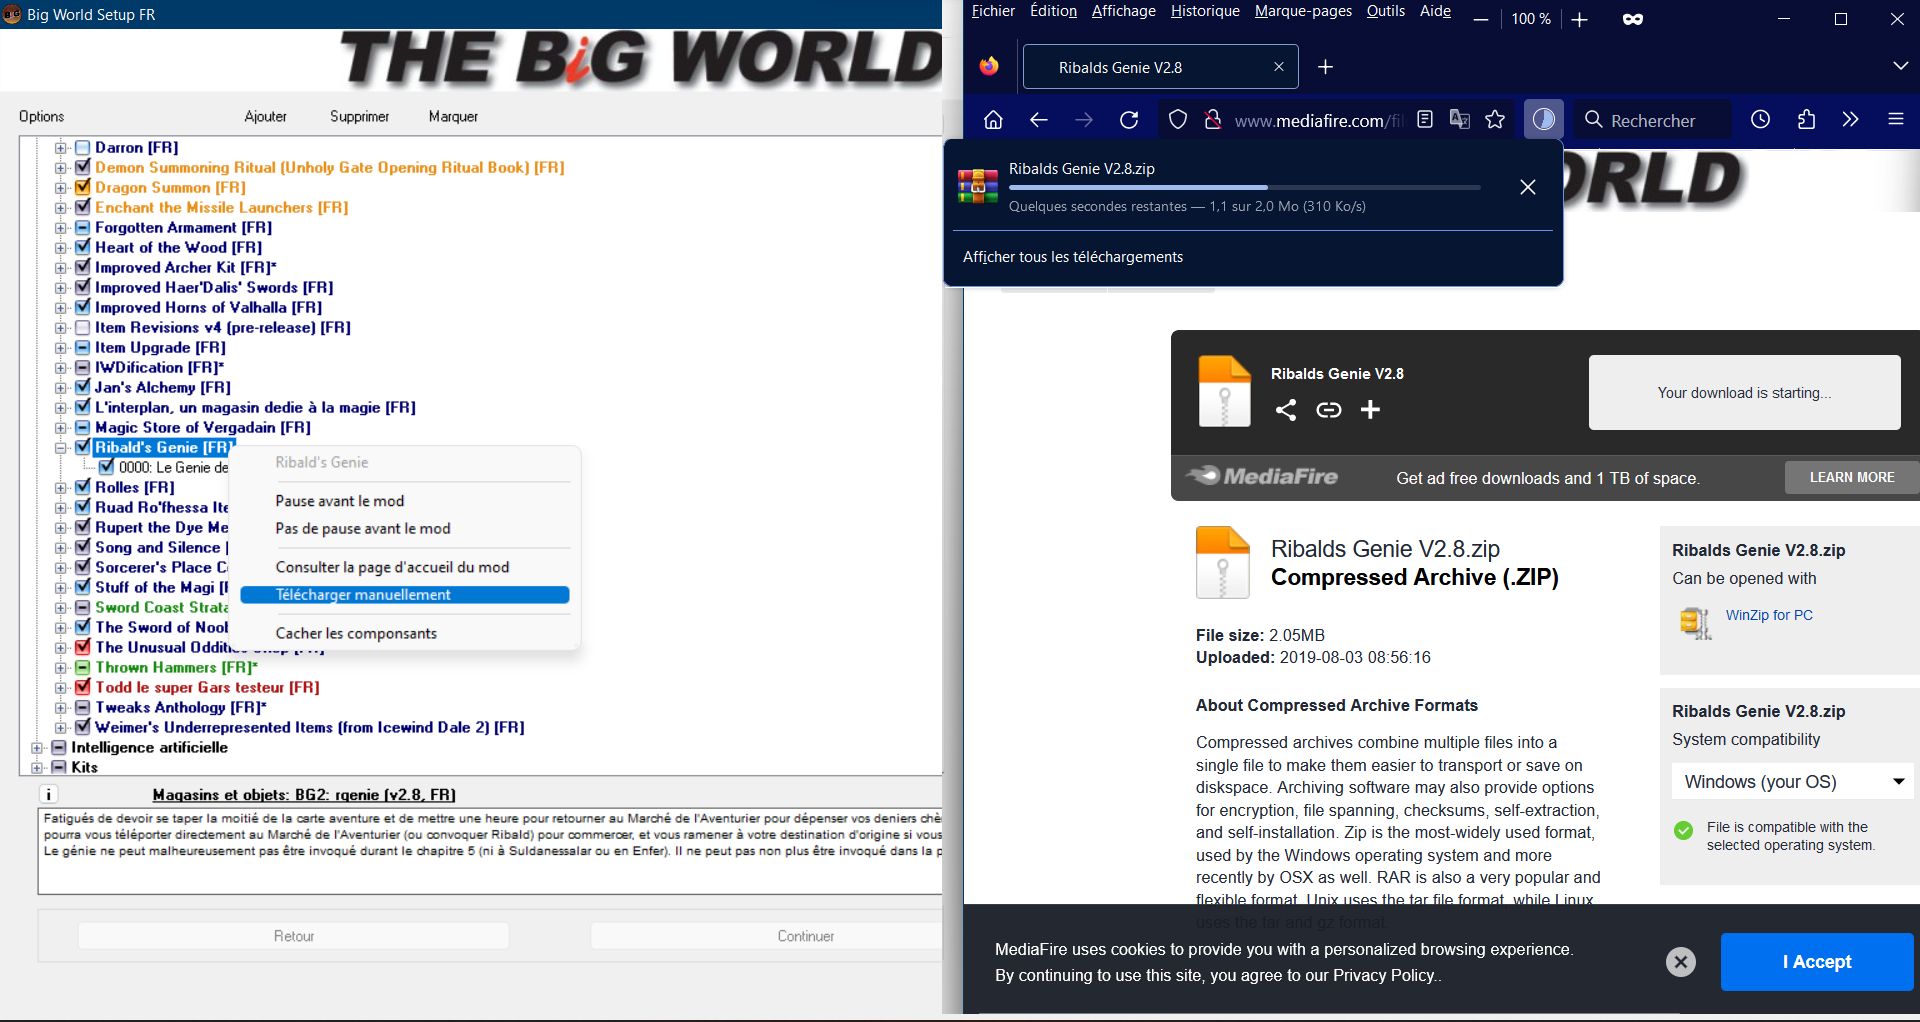 Big World Setup FR
THE BiG WORLD
Options
Ajouter
Supprimer
Marquer
Darron [FR]
Demon Summoning Ritual (Unholy Gate Opening Ritual Book) [FR]
Dragon Summon [FR]
Enchant the Missile Launchers [FR]
Forgotten Armament [FR]
Heart of the Wood [FR]
Improved Archer Kit [FR]*
Improved Haer'Dalis' Swords [FR]
Improved Horns of Valhalla [FR]
Item Revisions v4 (pre-release) [FR]
Item Upgrade [FR]
IWDification [FR]*
Jan's Alchemy [FR]
L'interplan, un magasin dedie à la magie [FR]
Magic Store of Vergadain [FR]
Ribald's Genie [FR]
0000: Le Genie de
Rolles [FR]
Ruad Ro'fhessa Ite
Rupert the Dye Me
Song and Silence [
Sorcerer's Place C
Stuff of the Magi [F
Sword Coast Strata
The Sword of Noob
The Unusual Oddities Shop [FR]
Thrown Hammers [FR]*
Todd le super Gars testeur [FR]
Tweaks Anthology [FR]*
Weimer's Underrepresented Items (from Icewind Dale 2) [FR]
Intelligence artificielle
Kits
Ribald's Genie
Pause avant le mod
Pas de pause avant le mod
Consulter la page d'accueil du mod
Télécharger manuellement
Cacher les componsants
i
Magasins et objets: BG2: rgenie (v2.8, FR)
Fatigués de devoir se taper la moitié de la carte aventure et de mettre une heure pour retourner au Marché de l'Aventurier pour dépenser vos deniers chè
pourra vous téléporter directement au Marché de l'Aventurier (ou convoquer Ribald) pour commercer, et vous ramener à votre destination d'origine si vous
Le génie ne peut malheureusement pas être invoqué durant le chapitre 5 (ni à Suldanessalar ou en Enfer). Il ne peut pas non plus être invoqué dans la p
Retour
Continuer
Fichier Édition Affichage Historique Marque-pages Outils Aide
100 %
Ribalds Genie V2.8
www.mediafire.com/fil
Rechercher
Ribalds Genie V2.8.zip
Quelques secondes restantes — 1,1 sur 2,0 Mo (310 Ko/s)
Afficher tous les téléchargements
ORLD
Ribalds Genie V2.8
Your download is starting...
MediaFire
Get ad free downloads and 1 TB of space.
LEARN MORE
Ribalds Genie V2.8.zip
Compressed Archive (.ZIP)
File size: 2.05MB
Uploaded: 2019-08-03 08:56:16
About Compressed Archive Formats
Compressed archives combine multiple files into a
single file to make them easier to transport or save on
diskspace. Archiving software may also provide options
for encryption, file spanning, checksums, self-extraction,
and self-installation. Zip is the most-widely used format,
used by the Windows operating system and more
recently by OSX as well. RAR is also a very popular and
flexible format. Unix uses the tar file format, while Linux
uses the tar and gz format.
Ribalds Genie V2.8.zip
Can be opened with
WinZip for PC
Ribalds Genie V2.8.zip
System compatibility
Windows (your OS)
File is compatible with the
selected operating system.
MediaFire uses cookies to provide you with a personalized browsing experience.
By continuing to use this site, you agree to our Privacy Policy..
I Accept